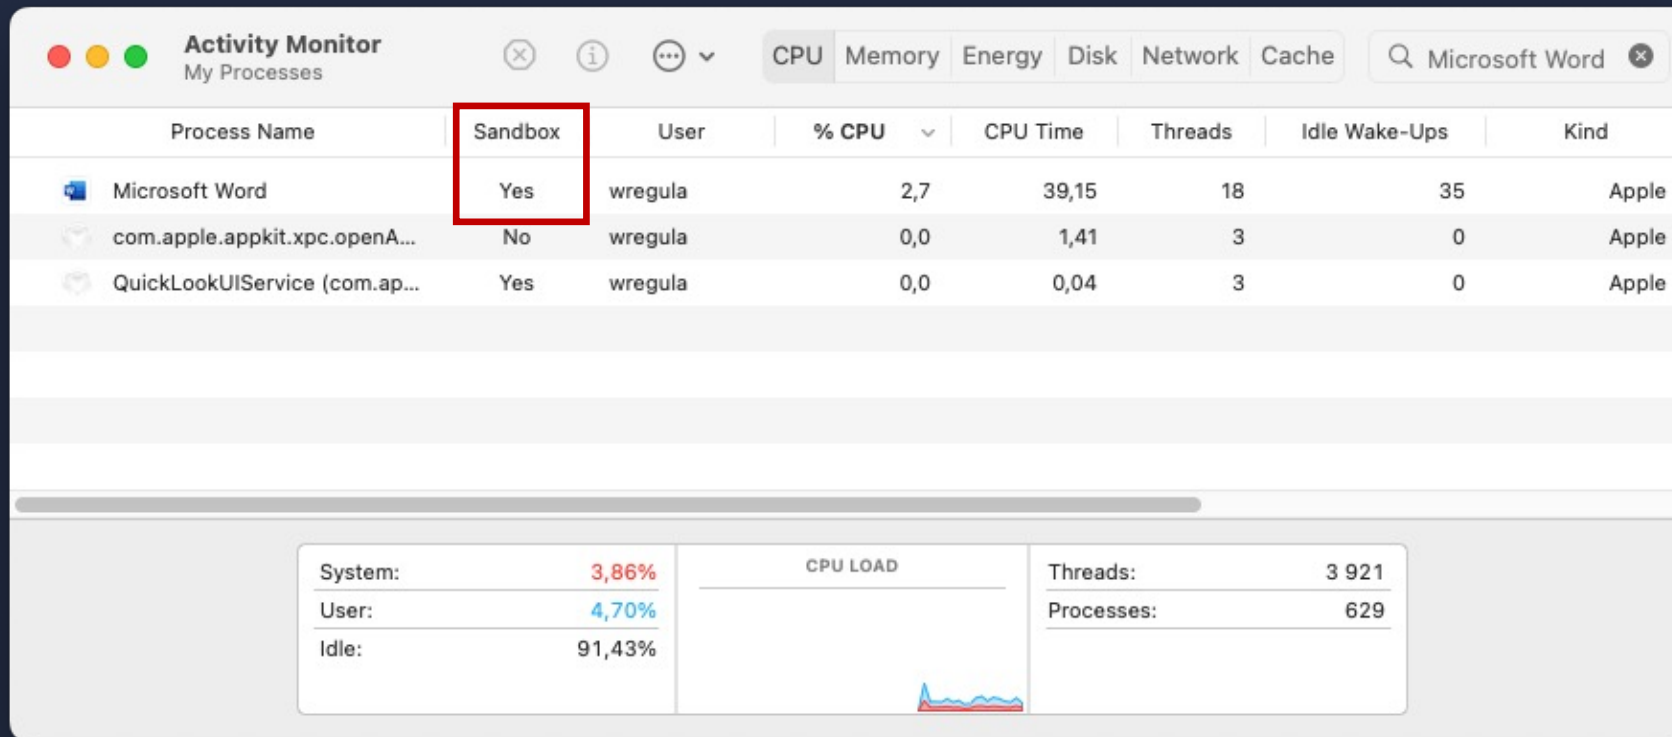 Activity Monitor
My Processes
CPU Memory Energy Disk Network Cache Microsoft Word
Process Name Sandbox User % CPU CPU Time Threads Idle Wake-Ups Kind
Microsoft Word Yes wregula 2,7 39,15 18 35 Apple
com.apple.appkit.xpc.openA... No wregula 0,0 1,41 3 0 Apple
QuickLookUIService (com.ap... Yes wregula 0,0 0,04 3 0 Apple
System: 3,86% CPU LOAD Threads: 3 921
User: 4,70% Processes: 629
Idle: 91,43%